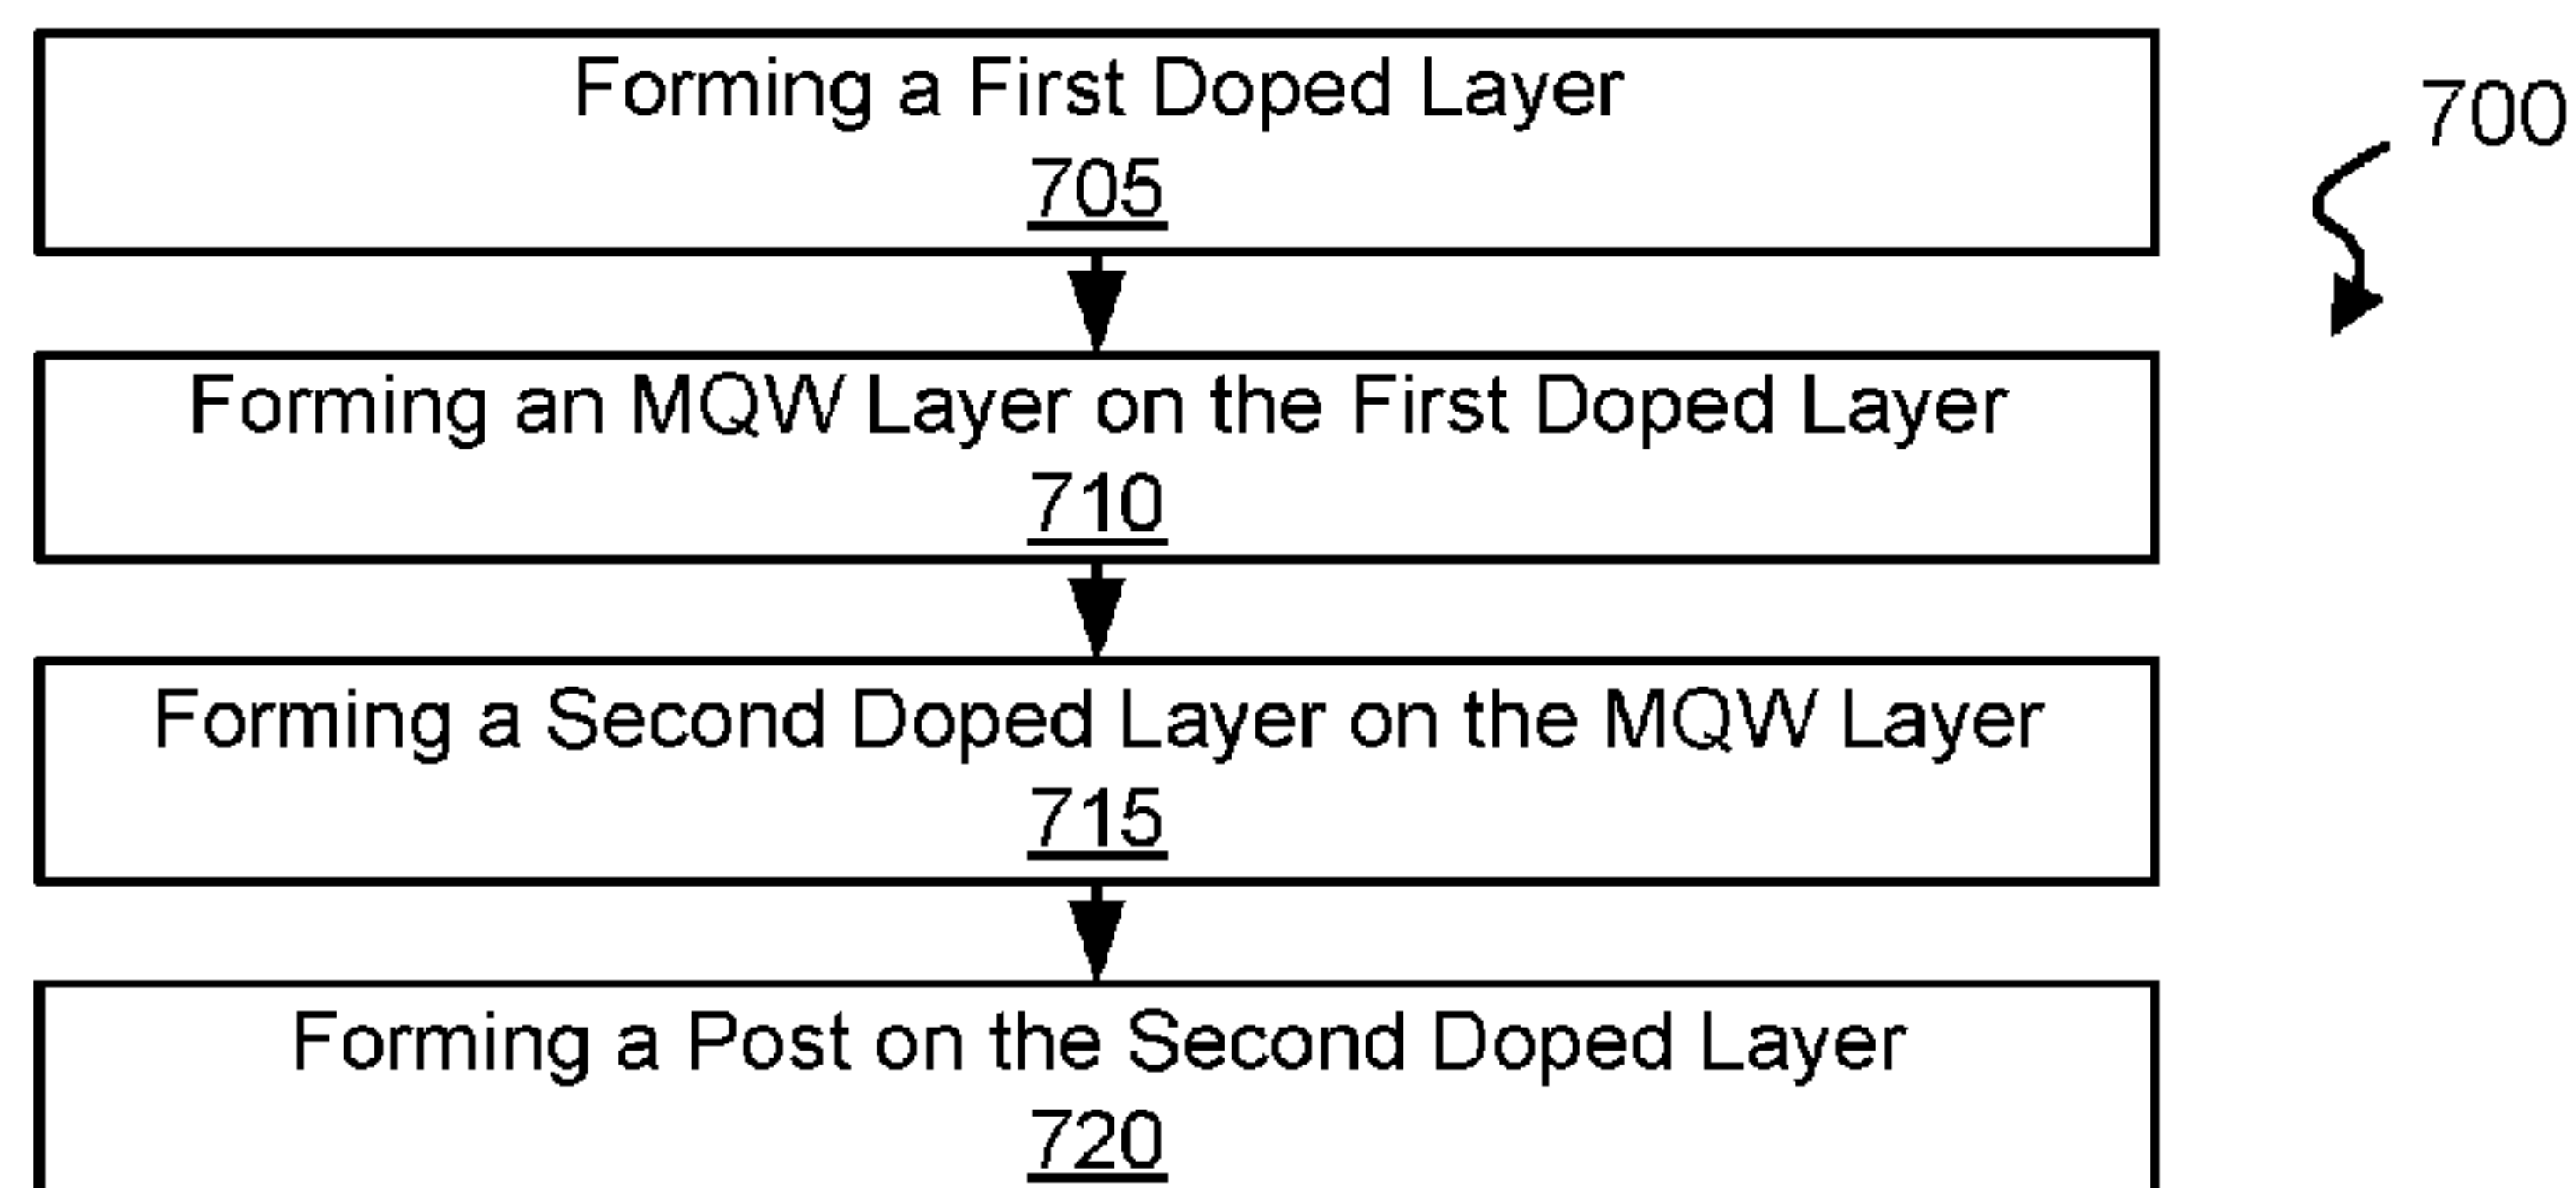 Forming a First Doped Layer
705
700
Forming an MQW Layer on the First Doped Layer
710
Forming a Second Doped Layer on the MQW Layer
715
Forming a Post on the Second Doped Layer
720